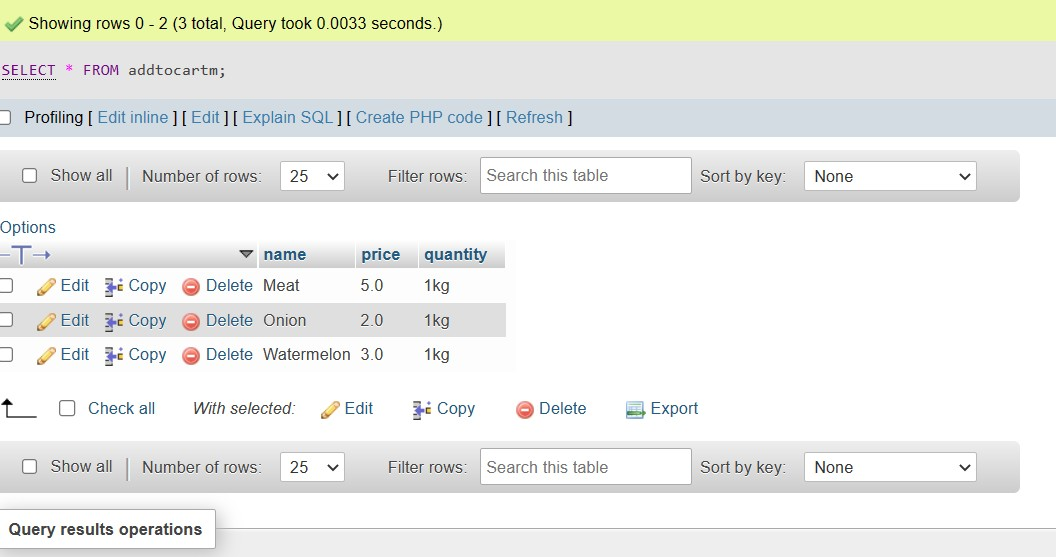 Showing rows 0 - 2 (3 total, Query took 0.0033 seconds.)
SELECT * FROM addtocartm;
Profiling [ Edit inline ] [ Edit ] [ Explain SQL ] [ Create PHP code ] [ Refresh ]
Show all | Number of rows: 25 Filter rows: Search this table Sort by key: None
Options
name price quantity
Edit Copy Delete Meat 5.0 1kg
Edit Copy Delete Onion 2.0 1kg
Edit Copy Delete Watermelon 3.0 1kg
Check all With selected: Edit Copy Delete Export
Show all | Number of rows: 25 Filter rows: Search this table Sort by key: None
Query results operations